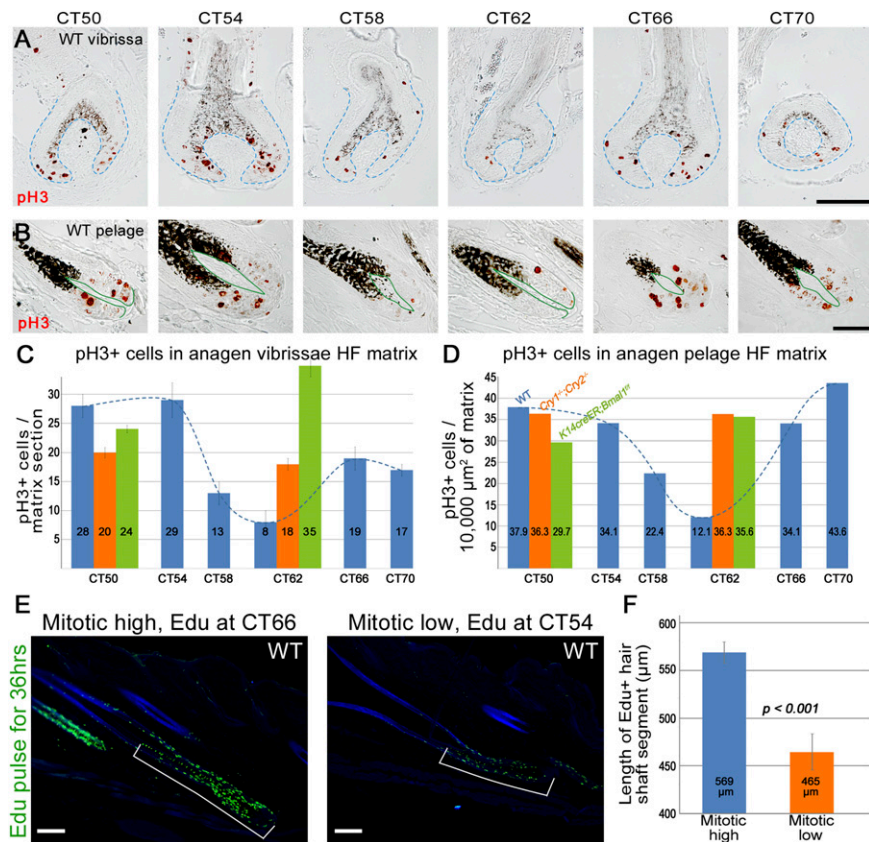 CT50 CT54 CT58 CT62 CT66 CT70
A WT vibrissa
pH3
B WT pelage
pH3
C pH3+ cells in anagen vibrissae HF matrix
pH3+ cells /
matrix section
30
25
20
15
10
5
28 20 24 29 13 8 18 35 19 17
CT50 CT54 CT58 CT62 CT66 CT70
D pH3+ cells in anagen pelage HF matrix
pH3+ cells /
10,000 µm² of matrix
45
40
35
30
25
20
15
10
5
WT
Cry1-/-;Cry2-/-
K14creER;Bmal1f/f
37.9 36.3 29.7 34.1 22.4 12.1 36.3 35.6 34.1 43.6
CT50 CT54 CT58 CT62 CT66 CT70
E Mitotic high, Edu at CT66 Mitotic low, Edu at CT54
Edu pulse for 36hrs
WT WT
F
Length of Edu+ hair
shaft segment (µm)
600
550
500
450
400
p < 0.001
569
µm
465
µm
Mitotic
high
Mitotic
low